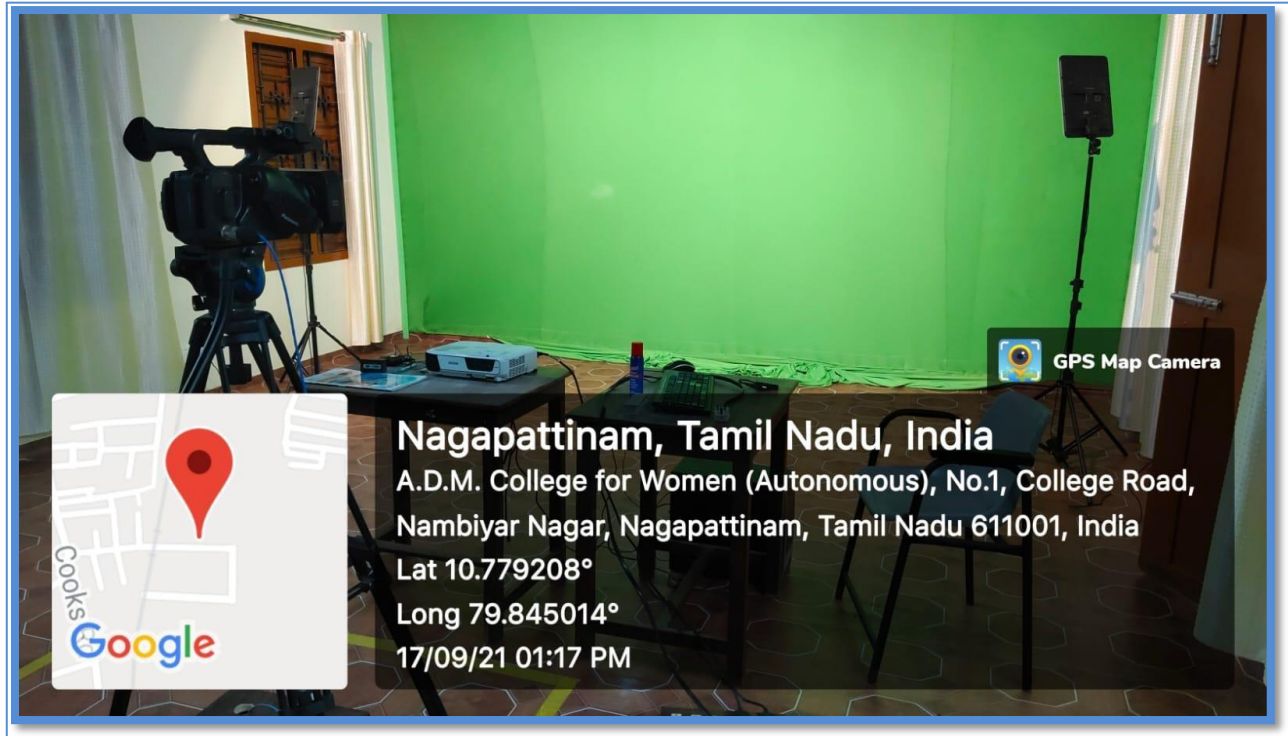 GPS Map Camera
Nagapattinam, Tamil Nadu, India
A.D.M. College for Women (Autonomous), No.1, College Road,
Nambiyar Nagar, Nagapattinam, Tamil Nadu 611001, India
Lat 10.779208°
Long 79.845014°
17/09/21 01:17 PM
Cooks
Google